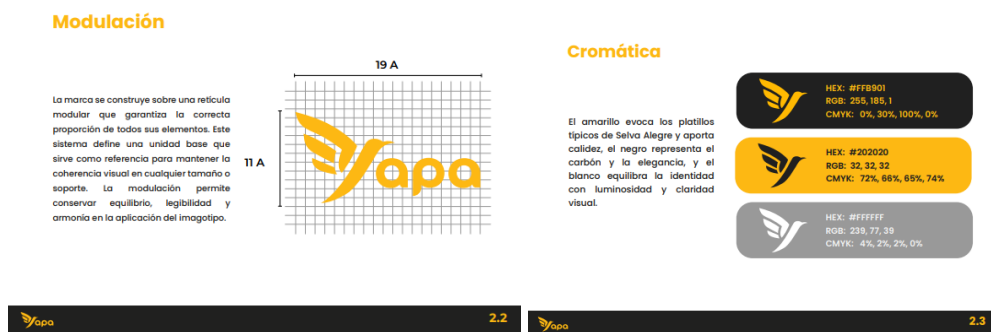 Modulación
La marca se construye sobre una retícula
modular que garantiza la correcta
proporción de todos sus elementos. Este
sistema define una unidad base que
sirve como referencia para mantener la
coherencia visual en cualquier tamaño o
soporte. La modulación permite
conservar equilibrio, legibilidad y
armonía en la aplicación del imagotipo.
19 A
11 A
Yapa
Yapa
2.2
Cromática
El amarillo evoca los platillos
típicos de Selva Alegre y aporta
calidez, el negro representa el
carbón y la elegancia, y el
blanco equilibra la identidad
con luminosidad y claridad
visual.
HEX: #FFB901
RGB: 255, 185, 1
CMYK: 0%, 30%, 100%, 0%
HEX: #202020
RGB: 32, 32, 32
CMYK: 72%, 66%, 65%, 74%
HEX: #FFFFFF
RGB: 239, 77, 39
CMYK: 4%, 2%, 2%, 0%
Yapa
2.3